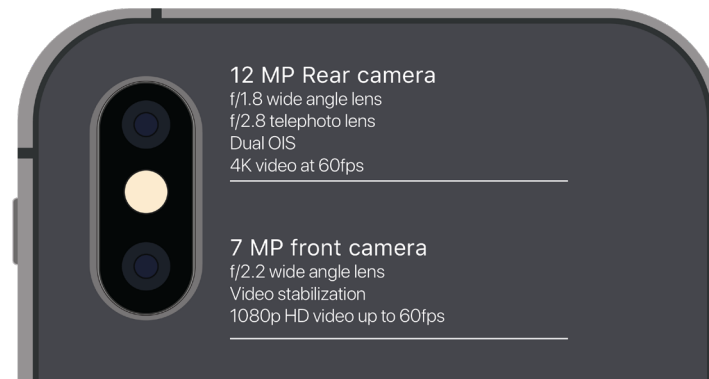 12 MP Rear camera
f/1.8 wide angle lens
f/2.8 telephoto lens
Dual OIS
4K video at 60fps
7 MP front camera
f/2.2 wide angle lens
Video stabilization
1080p HD video up to 60fps